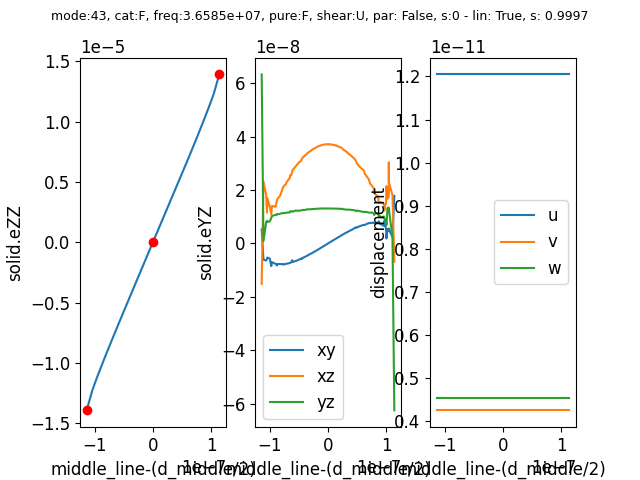 mode:43, cat:F, freq:3.6585e+07, pure:F, shear:U, par: False, s:0 - lin: True, s: 0.9997
1e−5
1.5
1.0
0.5
0.0
−0.5
−1.0
−1.5
solid.eZZ
−1 0 1
1e−7
middle_line-(d_middle/2)
1e−8
6
4
2
0
−2
−4
−6
solid.eYZ
xy
xz
yz
−1 0 1
1e−7
middle_line-(d_middle/2)
1e−11
1.2
1.1
1.0
0.9
0.8
0.7
0.6
0.5
0.4
displacement
u
v
w
−1 0 1
1e−7
middle_line-(d_middle/2)